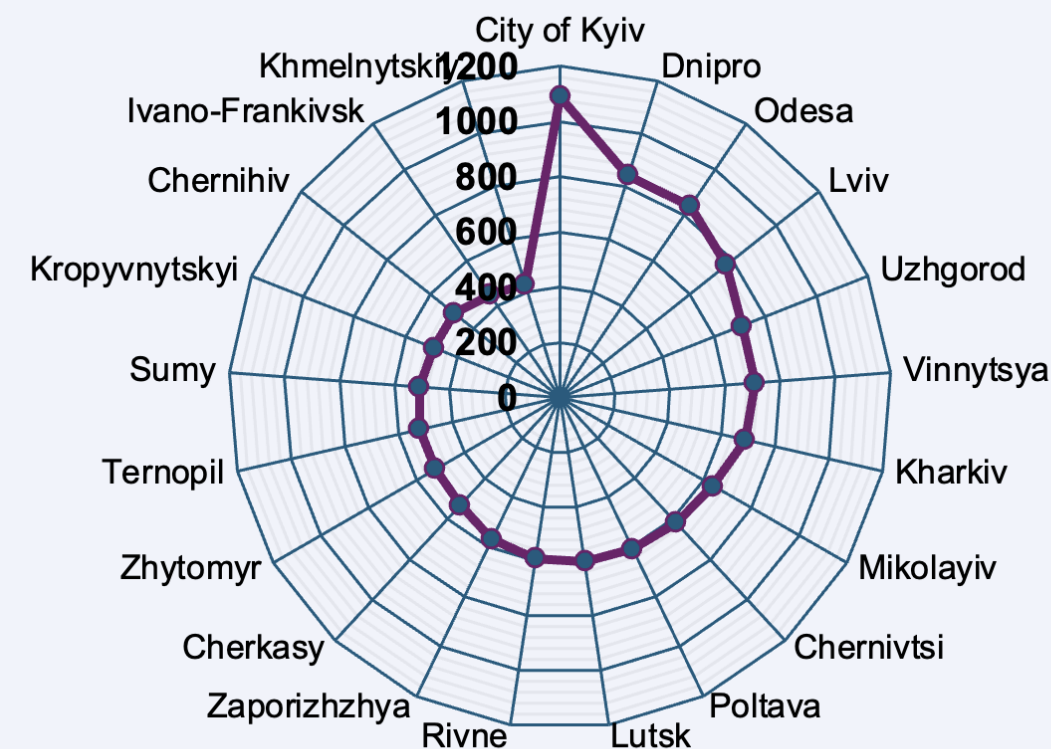 City of Kyiv
Dnipro
Odesa
Lviv
Uzhgorod
Vinnytsya
Kharkiv
Mikolayiv
Chernivtsi
Poltava
Lutsk
Rivne
Zaporizhzhya
Cherkasy
Zhytomyr
Ternopil
Sumy
Kropyvnytskyi
Chernihiv
Ivano-Frankivsk
Khmelnytskiy
1200
1000
800
600
400
200
0